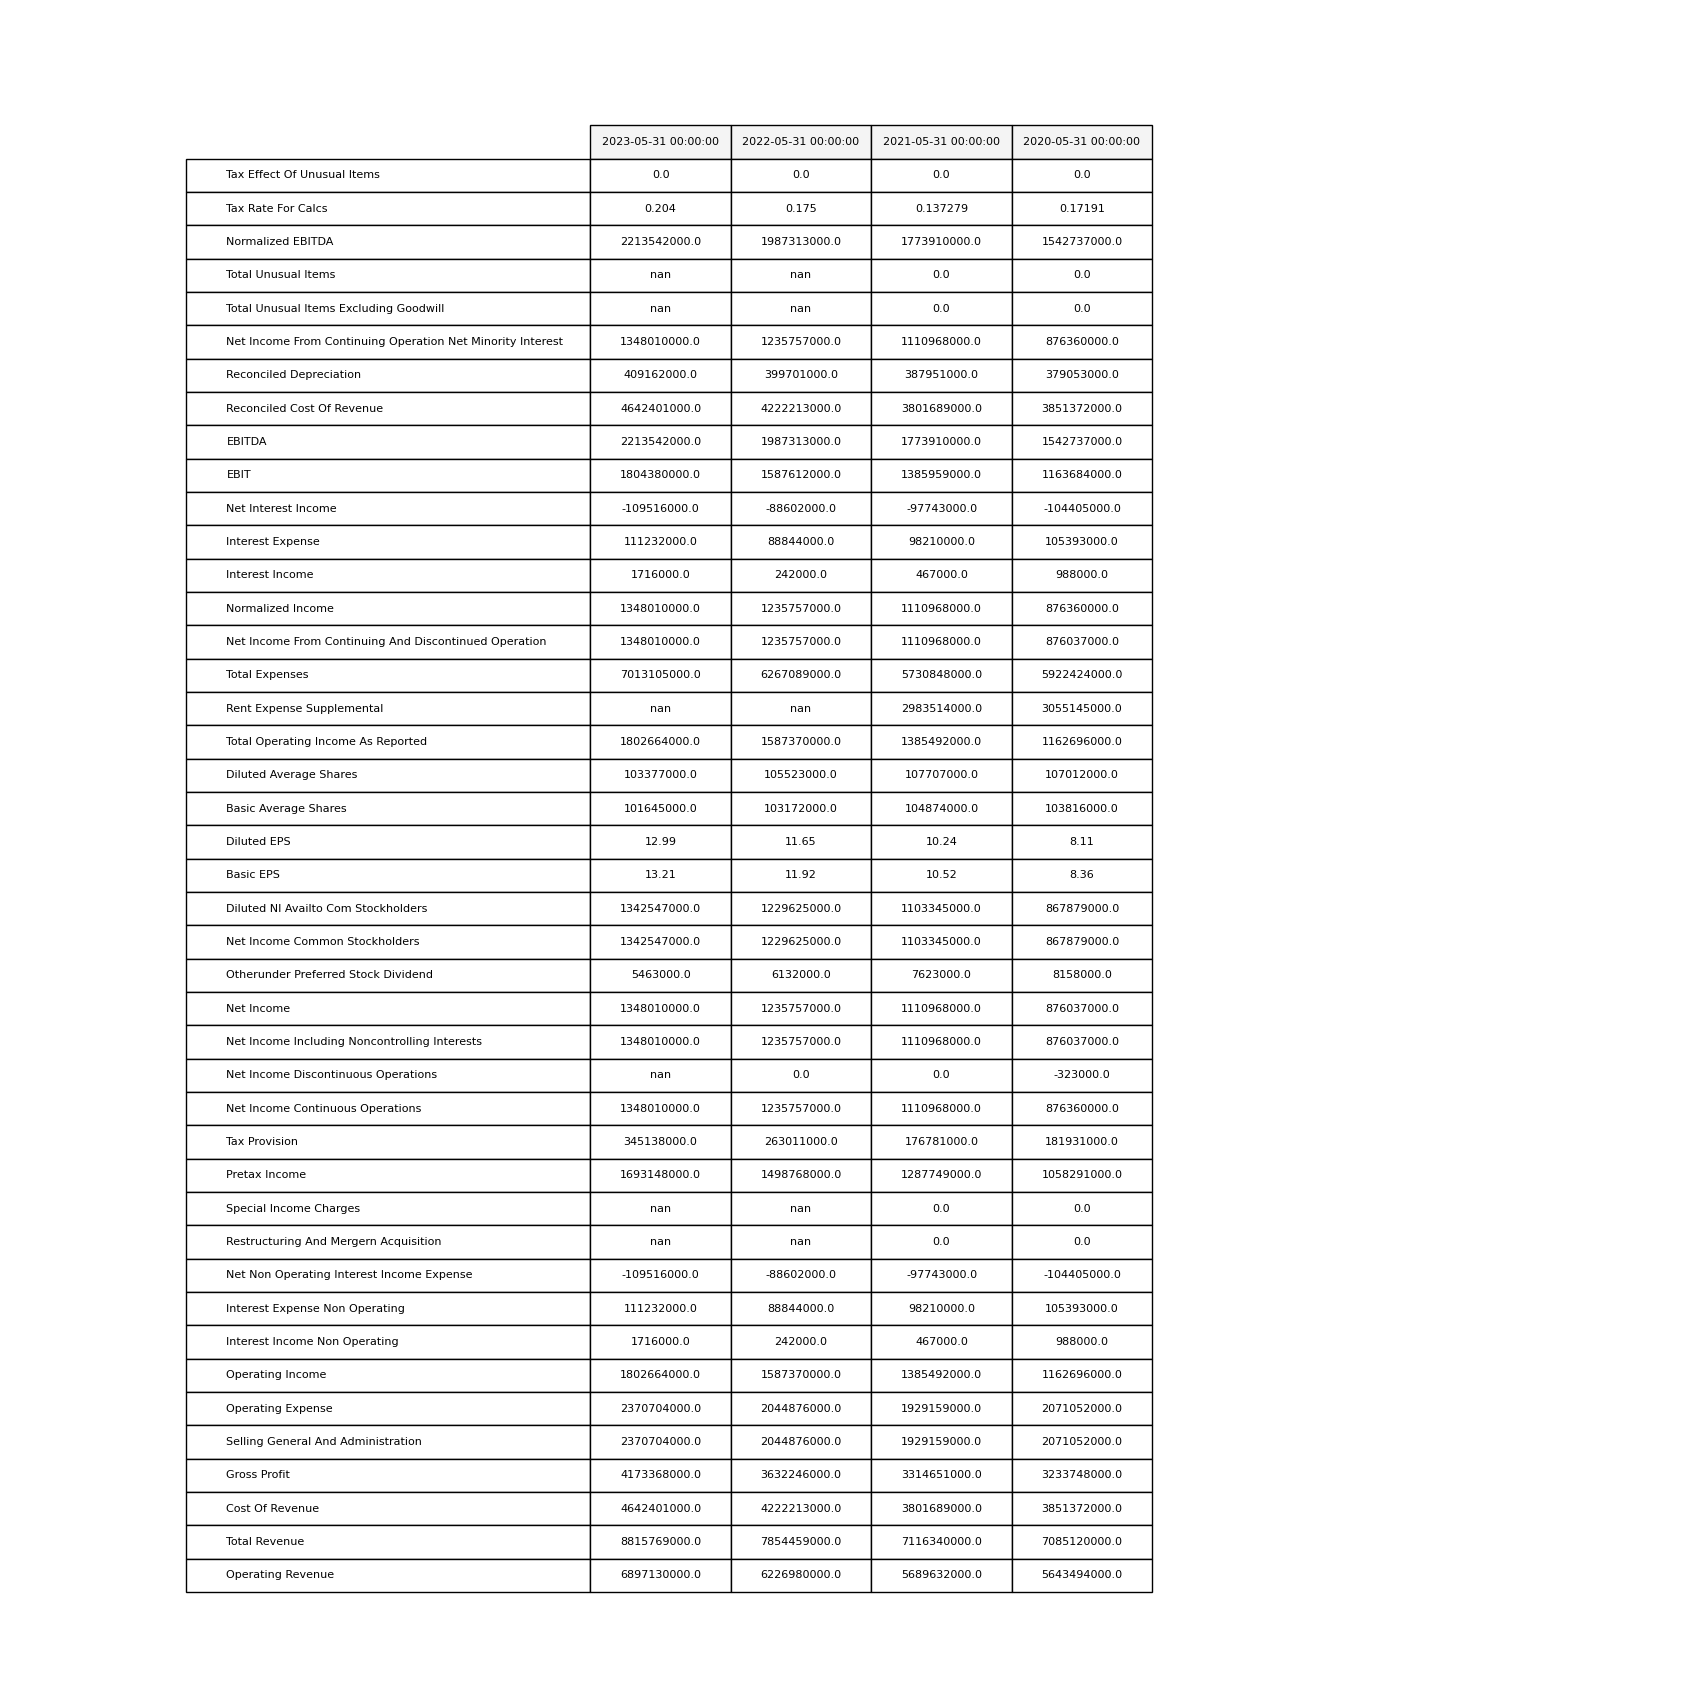 2023-05-31 00:00:00 2022-05-31 00:00:00 2021-05-31 00:00:00 2020-05-31 00:00:00
Tax Effect Of Unusual Items 0.0 0.0 0.0 0.0
Tax Rate For Calcs 0.204 0.175 0.137279 0.17191
Normalized EBITDA 2213542000.0 1987313000.0 1773910000.0 1542737000.0
Total Unusual Items nan nan 0.0 0.0
Total Unusual Items Excluding Goodwill nan nan 0.0 0.0
Net Income From Continuing Operation Net Minority Interest 1348010000.0 1235757000.0 1110968000.0 876360000.0
Reconciled Depreciation 409162000.0 399701000.0 387951000.0 379053000.0
Reconciled Cost Of Revenue 4642401000.0 4222213000.0 3801689000.0 3851372000.0
EBITDA 2213542000.0 1987313000.0 1773910000.0 1542737000.0
EBIT 1804380000.0 1587612000.0 1385959000.0 1163684000.0
Net Interest Income -109516000.0 -88602000.0 -97743000.0 -104405000.0
Interest Expense 111232000.0 88844000.0 98210000.0 105393000.0
Interest Income 1716000.0 242000.0 467000.0 988000.0
Normalized Income 1348010000.0 1235757000.0 1110968000.0 876360000.0
Net Income From Continuing And Discontinued Operation 1348010000.0 1235757000.0 1110968000.0 876037000.0
Total Expenses 7013105000.0 6267089000.0 5730848000.0 5922424000.0
Rent Expense Supplemental nan nan 2983514000.0 3055145000.0
Total Operating Income As Reported 1802664000.0 1587370000.0 1385492000.0 1162696000.0
Diluted Average Shares 103377000.0 105523000.0 107707000.0 107012000.0
Basic Average Shares 101645000.0 103172000.0 104874000.0 103816000.0
Diluted EPS 12.99 11.65 10.24 8.11
Basic EPS 13.21 11.92 10.52 8.36
Diluted NI Availto Com Stockholders 1342547000.0 1229625000.0 1103345000.0 867879000.0
Net Income Common Stockholders 1342547000.0 1229625000.0 1103345000.0 867879000.0
Otherunder Preferred Stock Dividend 5463000.0 6132000.0 7623000.0 8158000.0
Net Income 1348010000.0 1235757000.0 1110968000.0 876037000.0
Net Income Including Noncontrolling Interests 1348010000.0 1235757000.0 1110968000.0 876037000.0
Net Income Discontinuous Operations nan 0.0 0.0 -323000.0
Net Income Continuous Operations 1348010000.0 1235757000.0 1110968000.0 876360000.0
Tax Provision 345138000.0 263011000.0 176781000.0 181931000.0
Pretax Income 1693148000.0 1498768000.0 1287749000.0 1058291000.0
Special Income Charges nan nan 0.0 0.0
Restructuring And Mergern Acquisition nan nan 0.0 0.0
Net Non Operating Interest Income Expense -109516000.0 -88602000.0 -97743000.0 -104405000.0
Interest Expense Non Operating 111232000.0 88844000.0 98210000.0 105393000.0
Interest Income Non Operating 1716000.0 242000.0 467000.0 988000.0
Operating Income 1802664000.0 1587370000.0 1385492000.0 1162696000.0
Operating Expense 2370704000.0 2044876000.0 1929159000.0 2071052000.0
Selling General And Administration 2370704000.0 2044876000.0 1929159000.0 2071052000.0
Gross Profit 4173368000.0 3632246000.0 3314651000.0 3233748000.0
Cost Of Revenue 4642401000.0 4222213000.0 3801689000.0 3851372000.0
Total Revenue 8815769000.0 7854459000.0 7116340000.0 7085120000.0
Operating Revenue 6897130000.0 6226980000.0 5689632000.0 5643494000.0